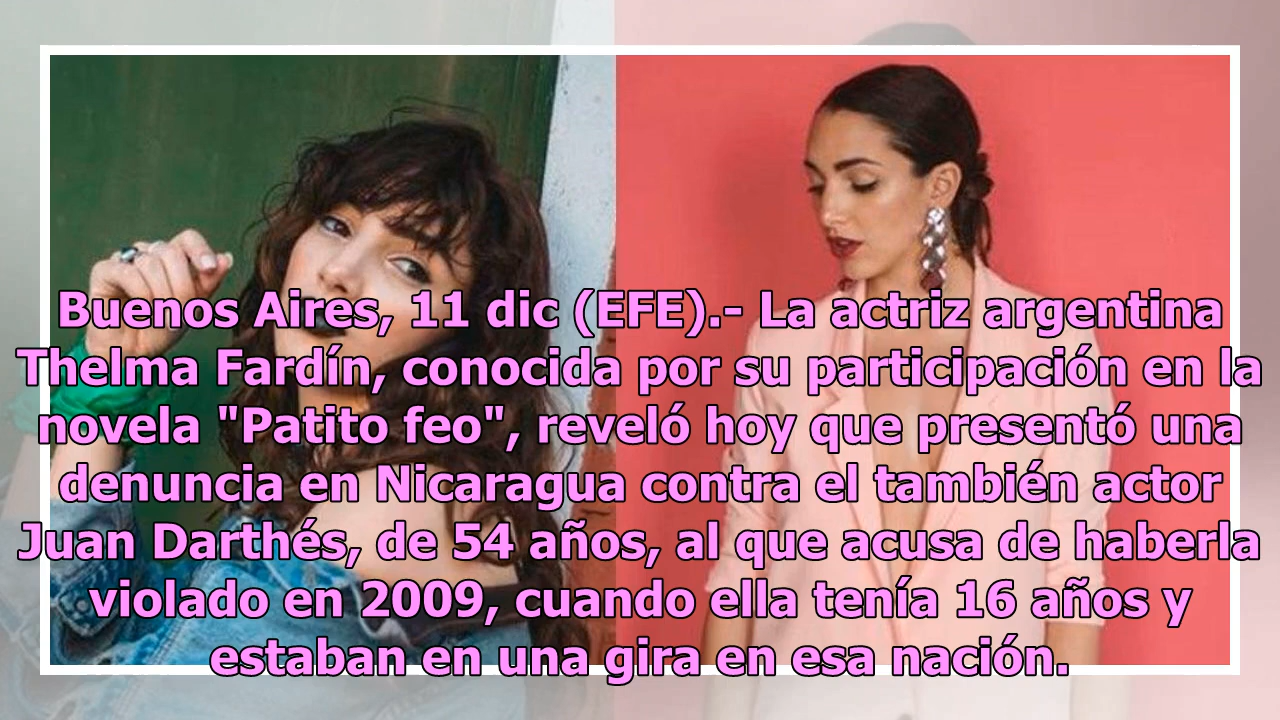 Buenos Aires, 11 dic (EFE).- La actriz argentina
Thelma Fardín, conocida por su participación en la
novela "Patito feo", reveló hoy que presentó una
denuncia en Nicaragua contra el también actor
Juan Darthés, de 54 años, al que acusa de haberla
violado en 2009, cuando ella tenía 16 años y
estaban en una gira en esa nación.